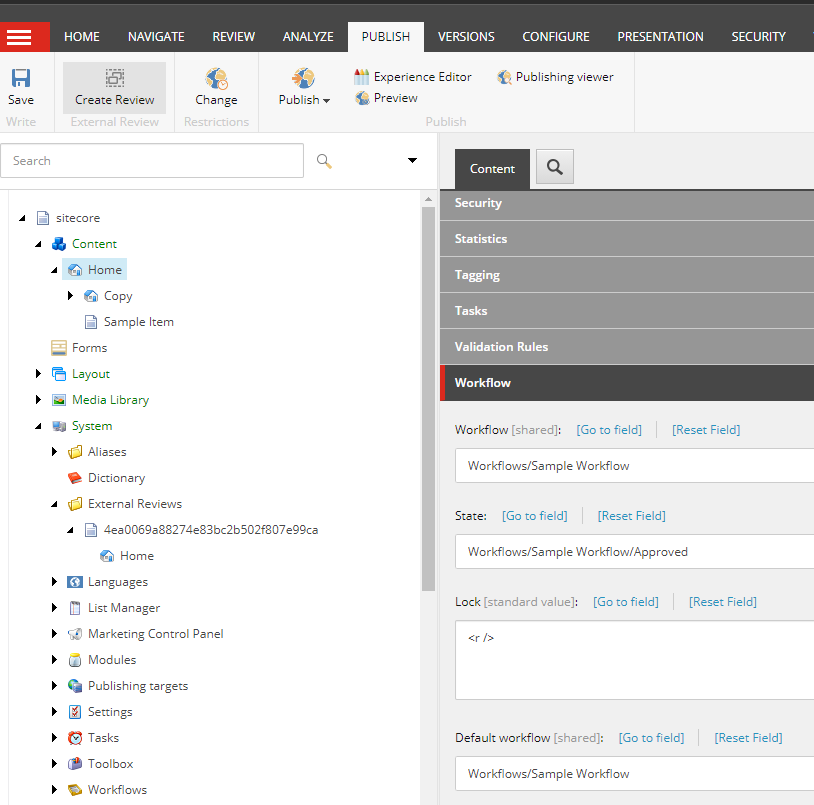 HOME NAVIGATE REVIEW ANALYZE PUBLISH VERSIONS CONFIGURE PRESENTATION SECURITY
Save
Write
Create Review
External Review
Change
Restrictions
Publish
Experience Editor
Preview
Publishing viewer
Publish
Search
sitecore
Content
Home
Copy
Sample Item
Forms
Layout
Media Library
System
Aliases
Dictionary
External Reviews
4ea0069a88274e83bc2b502f807e99ca
Home
Languages
List Manager
Marketing Control Panel
Modules
Publishing targets
Settings
Tasks
Toolbox
Workflows
Content
Security
Statistics
Tagging
Tasks
Validation Rules
Workflow
Workflow [shared]: [Go to field] [Reset Field]
Workflows/Sample Workflow
State: [Go to field] [Reset Field]
Workflows/Sample Workflow/Approved
Lock [standard value]: [Go to field] [Reset Field]
<r />
Default workflow [shared]: [Go to field] [Reset Field]
Workflows/Sample Workflow